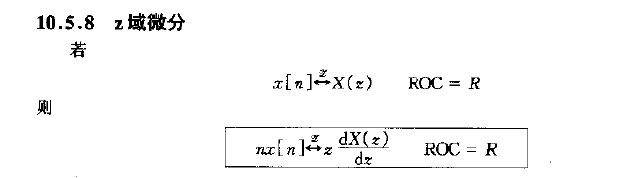 10.5.8 z域微分
若
x[n]↔^z X(z) ROC = R
则
nx[n]↔^z z dX(z)/dz ROC = R